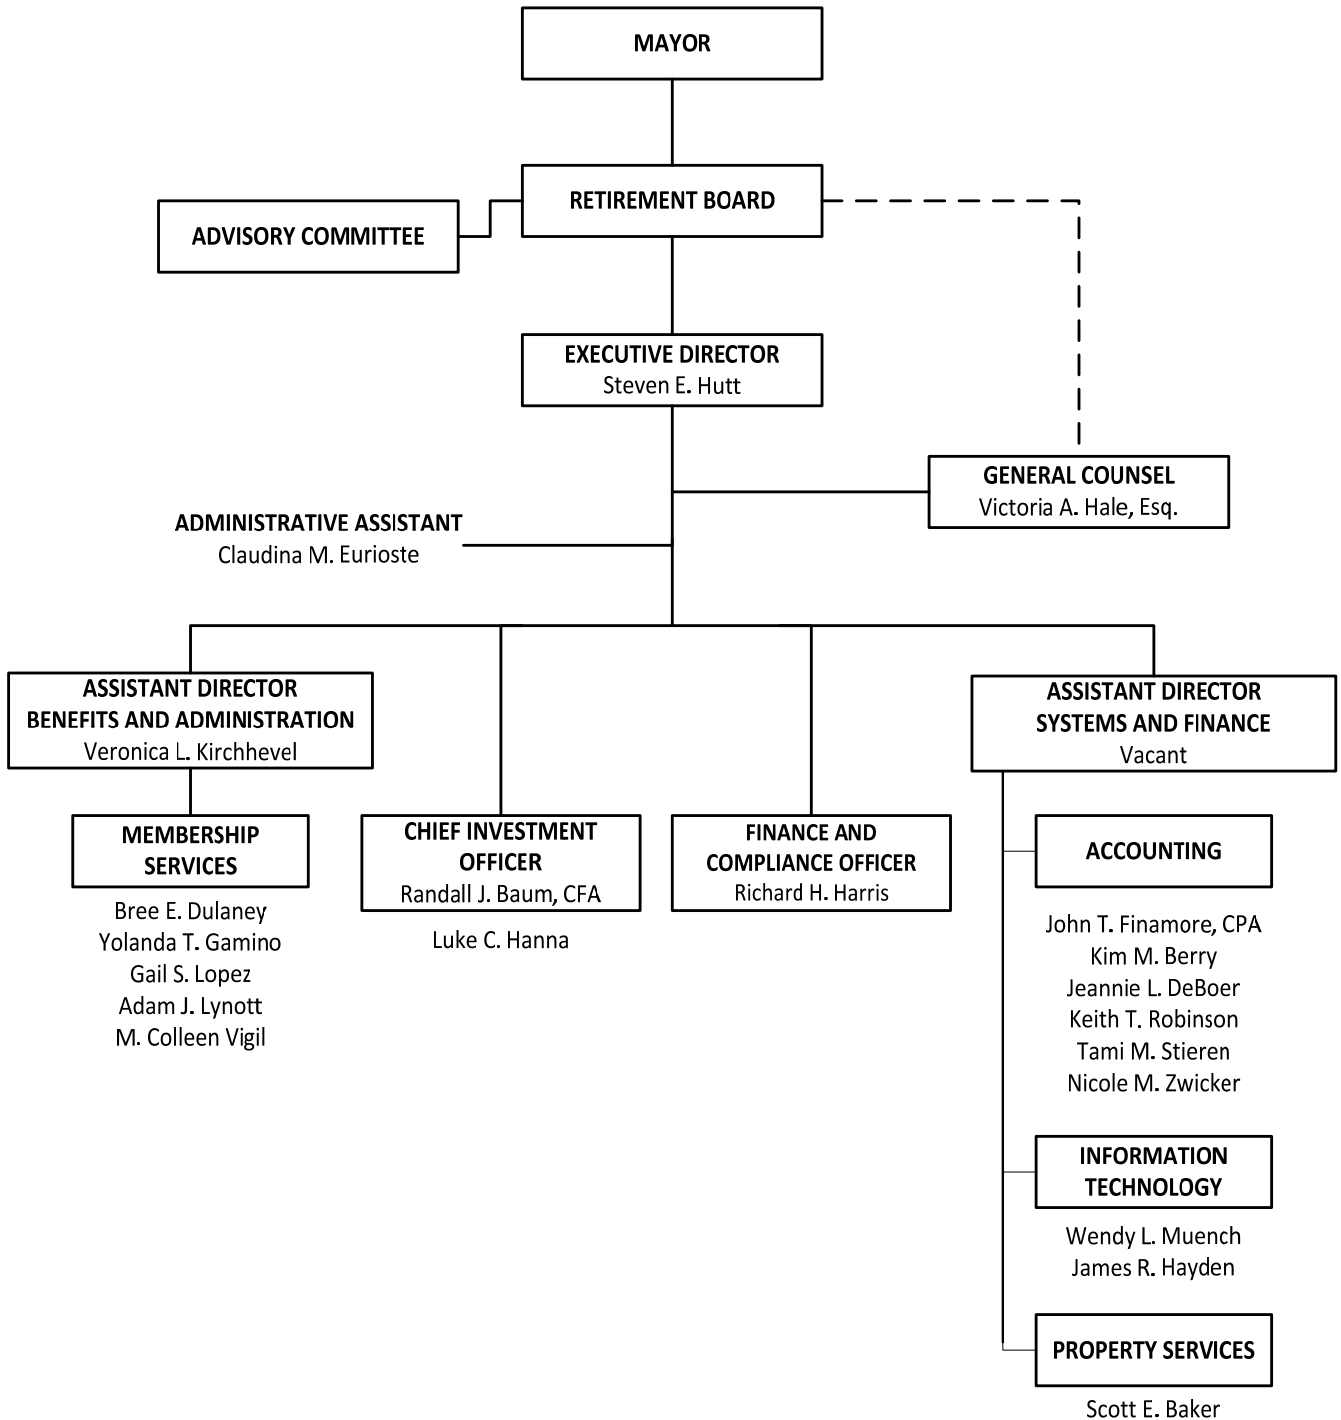 MAYOR
RETIREMENT BOARD
ADVISORY COMMITTEE
EXECUTIVE DIRECTOR
Steven E. Hutt
GENERAL COUNSEL
Victoria A. Hale, Esq.
ADMINISTRATIVE ASSISTANT
Claudina M. Eurioste
ASSISTANT DIRECTOR
BENEFITS AND ADMINISTRATION
Veronica L. Kirchhevel
ASSISTANT DIRECTOR
SYSTEMS AND FINANCE
Vacant
MEMBERSHIP
SERVICES
Bree E. Dulaney
Yolanda T. Gamino
Gail S. Lopez
Adam J. Lynott
M. Colleen Vigil
CHIEF INVESTMENT
OFFICER
Randall J. Baum, CFA
Luke C. Hanna
FINANCE AND
COMPLIANCE OFFICER
Richard H. Harris
ACCOUNTING
John T. Finamore, CPA
Kim M. Berry
Jeannie L. DeBoer
Keith T. Robinson
Tami M. Stieren
Nicole M. Zwicker
INFORMATION
TECHNOLOGY
Wendy L. Muench
James R. Hayden
PROPERTY SERVICES
Scott E. Baker